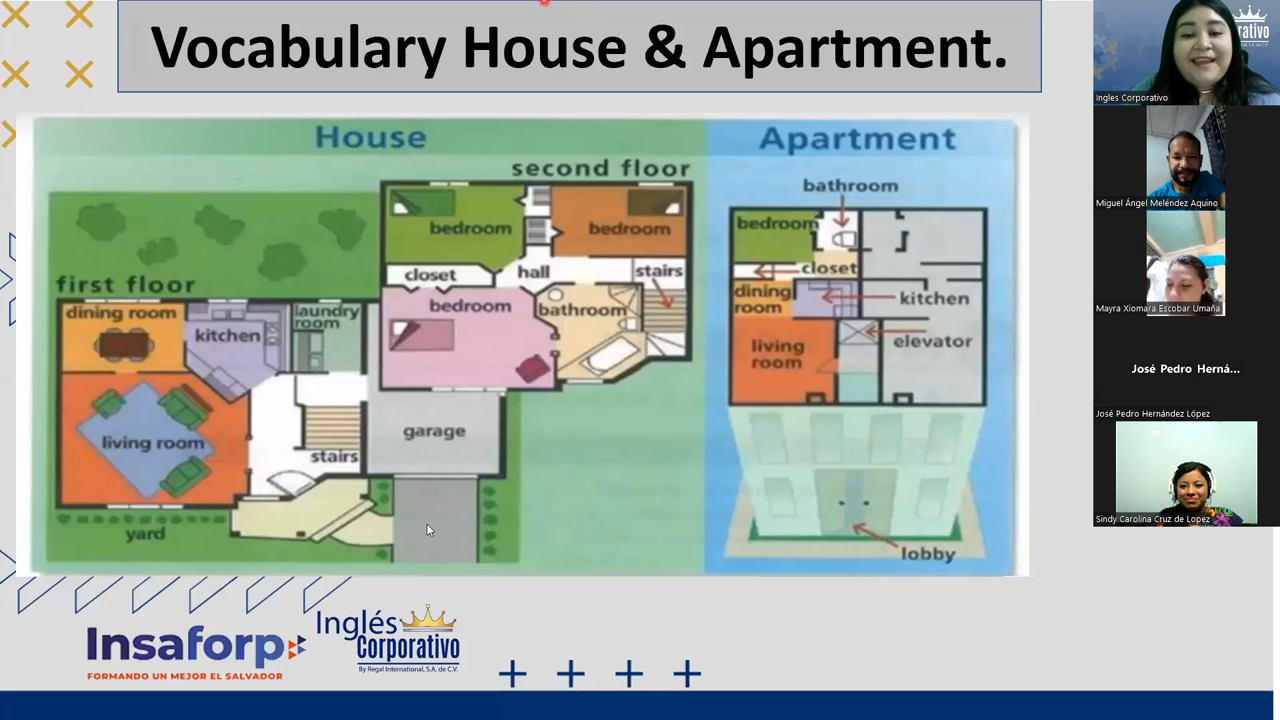 Vocabulary House & Apartment.
House
second floor
bedroom
bedroom
closet
hall
stairs
bedroom
bathroom
first floor
dining room
kitchen
laundry
room
living room
stairs
garage
yard
Apartment
bathroom
bedroom
closet
dining
room
kitchen
living
room
elevator
lobby
Insaforp
FORMANDO UN MEJOR EL SALVADOR
Inglés
Corporativo
By Regal International, S.A. de C.V.
rativo
Ingles Corporativo
Miguel Ángel Meléndez Aquino
Mayra Xiomara Escobar Umaña
José Pedro Herná...
José Pedro Hernández López
Sindy Carolina Cruz de Lopez